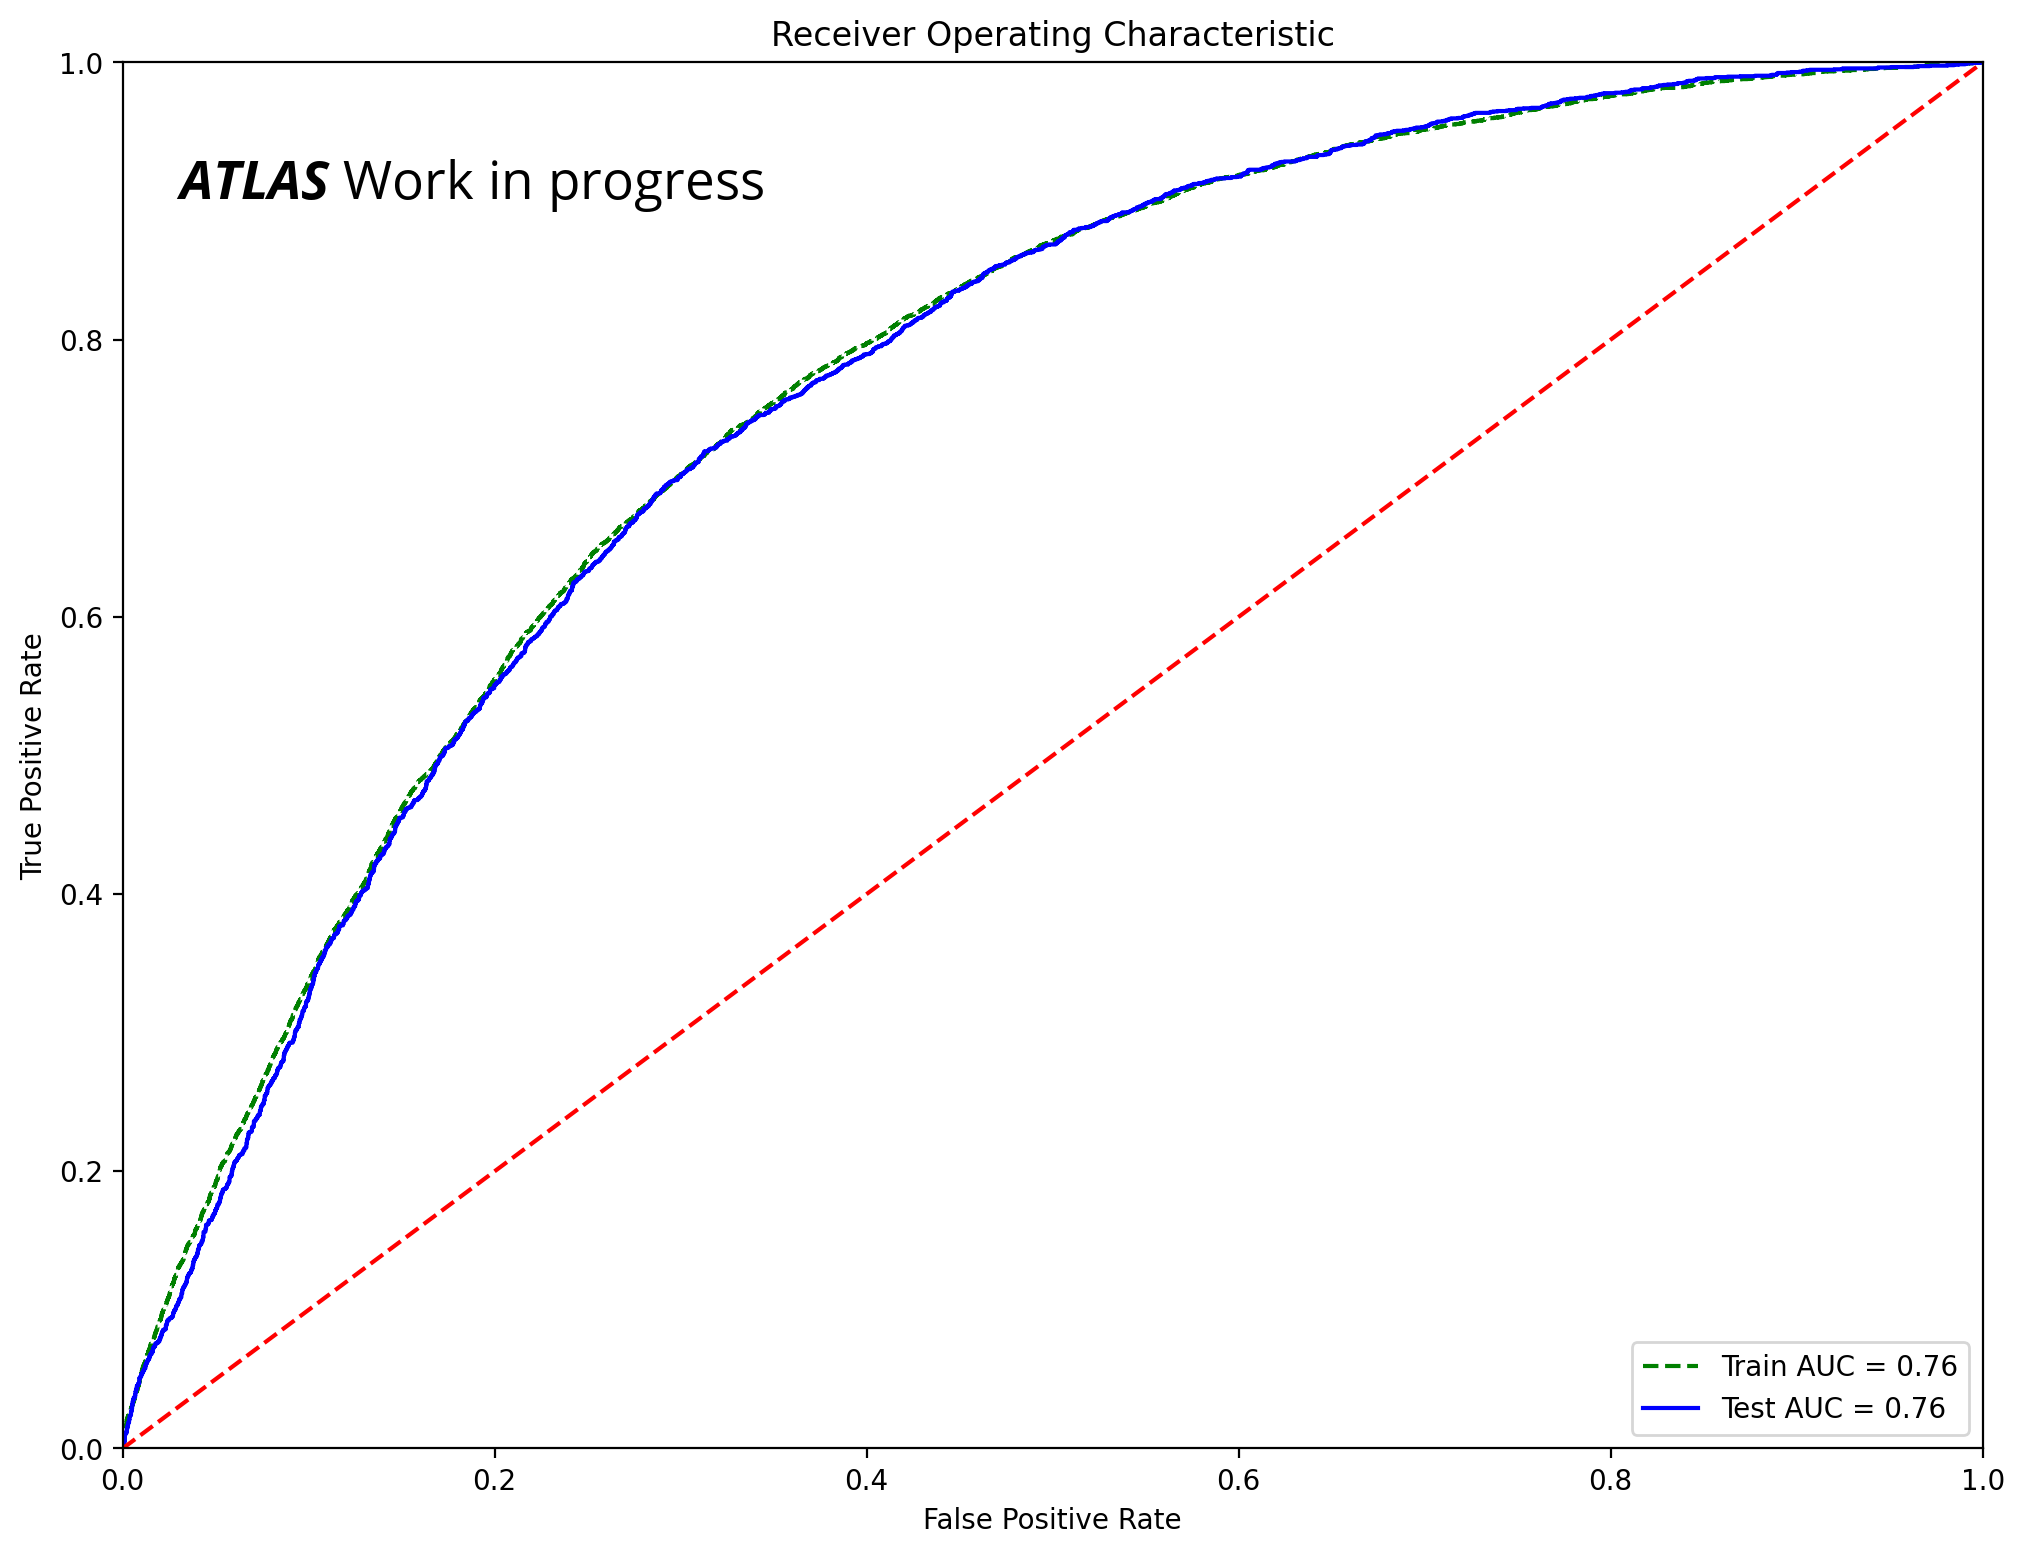 Receiver Operating Characteristic
1.0
ATLAS Work in progress
0.8
0.6
True Positive Rate
0.4
0.2
Train AUC = 0.76
Test AUC = 0.76
0.0
0.0 0.2 0.4 0.6 0.8 1.0
False Positive Rate